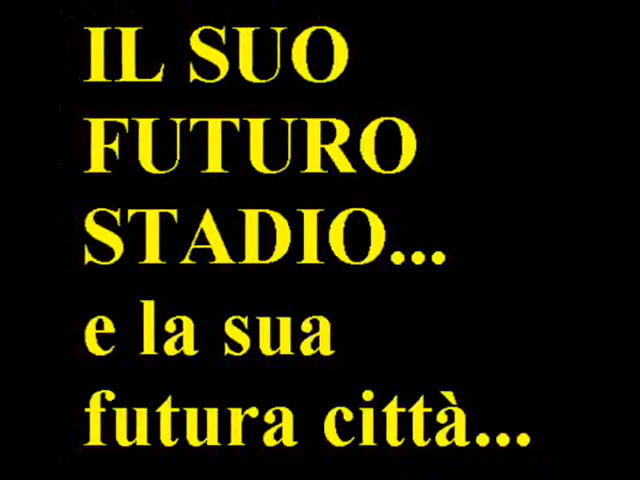 IL SUO
FUTURO
STADIO...
e la sua
futura città...